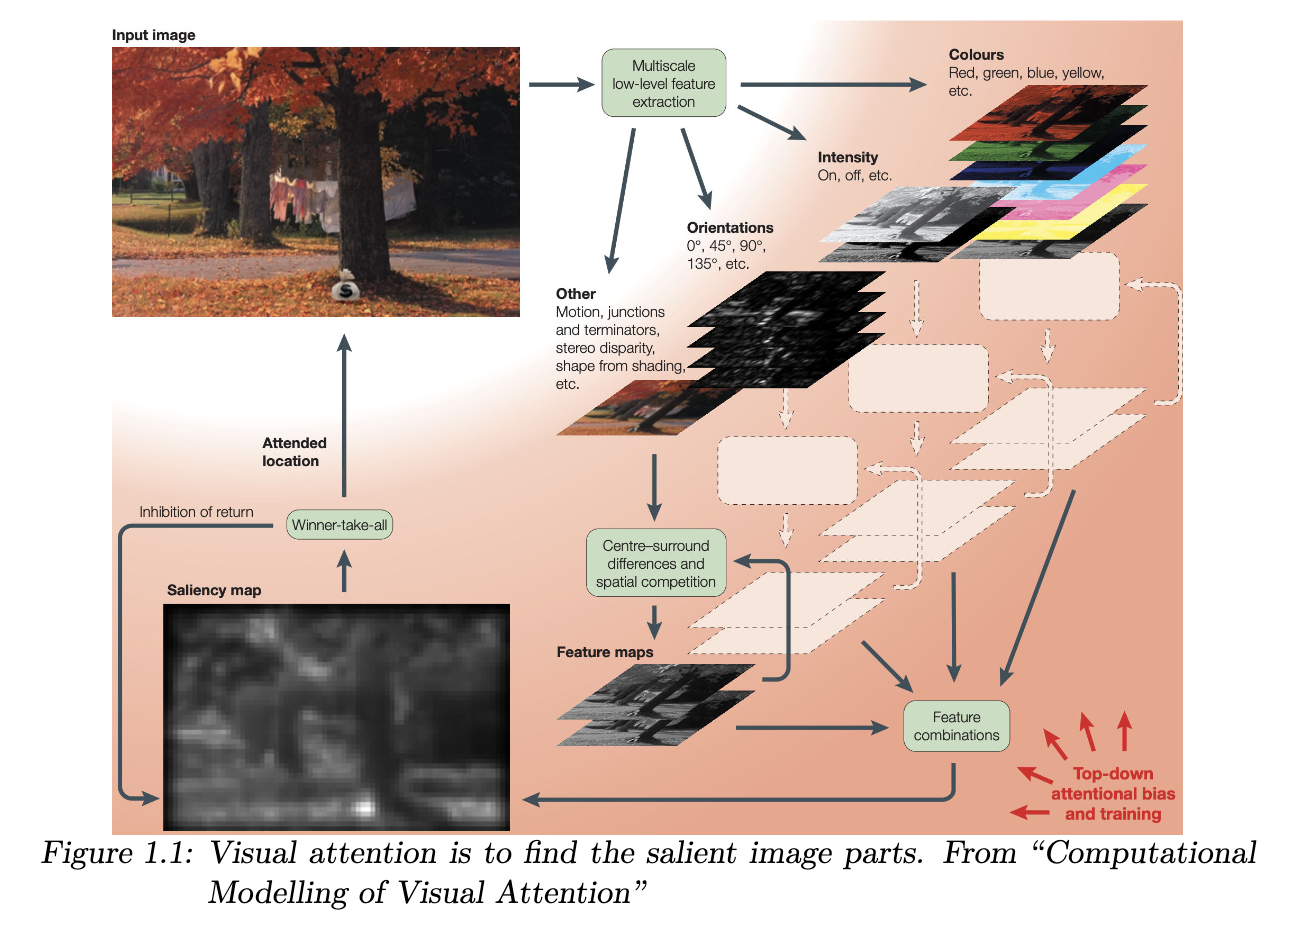 Input image
Multiscale
low-level feature
extraction
Colours
Red, green, blue, yellow,
etc.
Intensity
On, off, etc.
Orientations
0°, 45°, 90°,
135°, etc.
Other
Motion, junctions
and terminators,
stereo disparity,
shape from shading,
etc.
$
Attended
location
Inhibition of return
Winner-take-all
Centre–surround
differences and
spatial competition
Saliency map
Feature maps
Feature
combinations
Top-down
attentional bias
and training
Figure 1.1: Visual attention is to find the salient image parts. From “Computational
Modelling of Visual Attention”